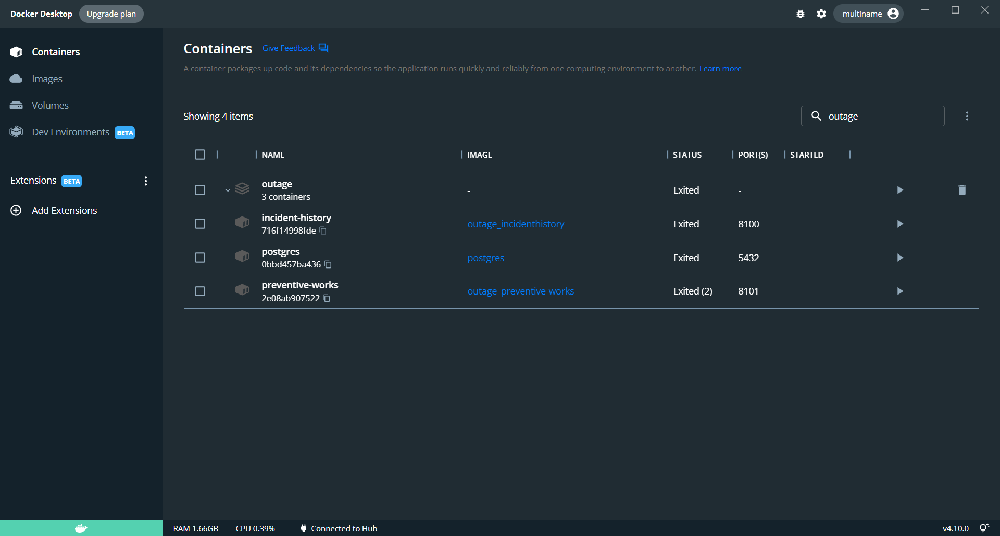 Docker Desktop Upgrade plan multiname
Containers
Images
Volumes
Dev Environments BETA
Extensions BETA
Add Extensions
Containers Give Feedback
A container packages up code and its dependencies so the application runs quickly and reliably from one computing environment to another. Learn more
Showing 4 items outage
NAME IMAGE STATUS PORT(S) STARTED
outage
3 containers - Exited -
incident-history
716f14998fde outage_incidenthistory Exited 8100
postgres
0bbd457ba436 postgres Exited 5432
preventive-works
2e08ab907522 outage_preventive-works Exited (2) 8101
RAM 1.66GB CPU 0.39% Connected to Hub v4.10.0